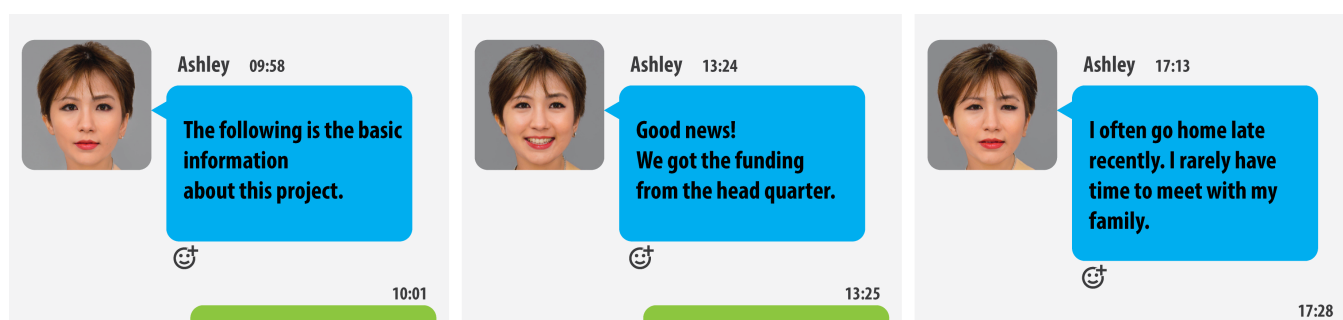 Ashley 09:58
The following is the basic
information
about this project.
10:01
Ashley 13:24
Good news!
We got the funding
from the head quarter.
13:25
Ashley 17:13
I often go home late
recently. I rarely have
time to meet with my
family.
17:28